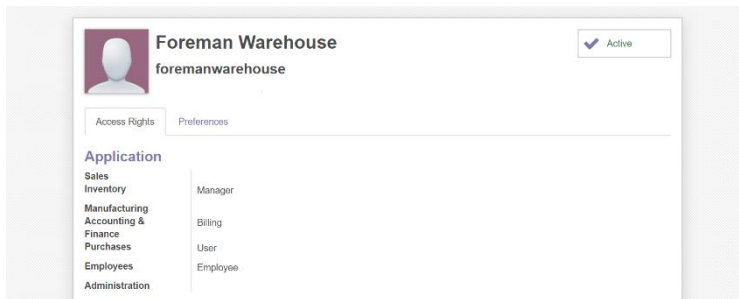 Foreman Warehouse
Active
foremanwarehouse
Access Rights
Preferences
Application
Sales
Inventory
Manager
Manufacturing
Accounting &
Finance
Billing
Purchases
User
Employees
Employee
Administration